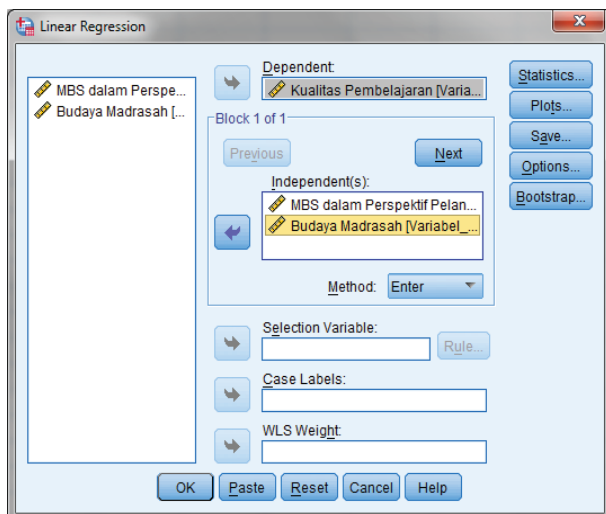 Linear Regression
x
MBS dalam Perspe...
Budaya Madrasah [...
Dependent:
Kualitas Pembelajaran [Varia...
Block 1 of 1
Previous
Next
Independent(s):
MBS dalam Perspektif Pelan...
Budaya Madrasah [Variabel_...
Method:
Enter
Selection Variable:
Rule...
Case Labels:
WLS Weight:
Statistics...
Plots...
Save...
Options...
Bootstrap...
OK
Paste
Reset
Cancel
Help